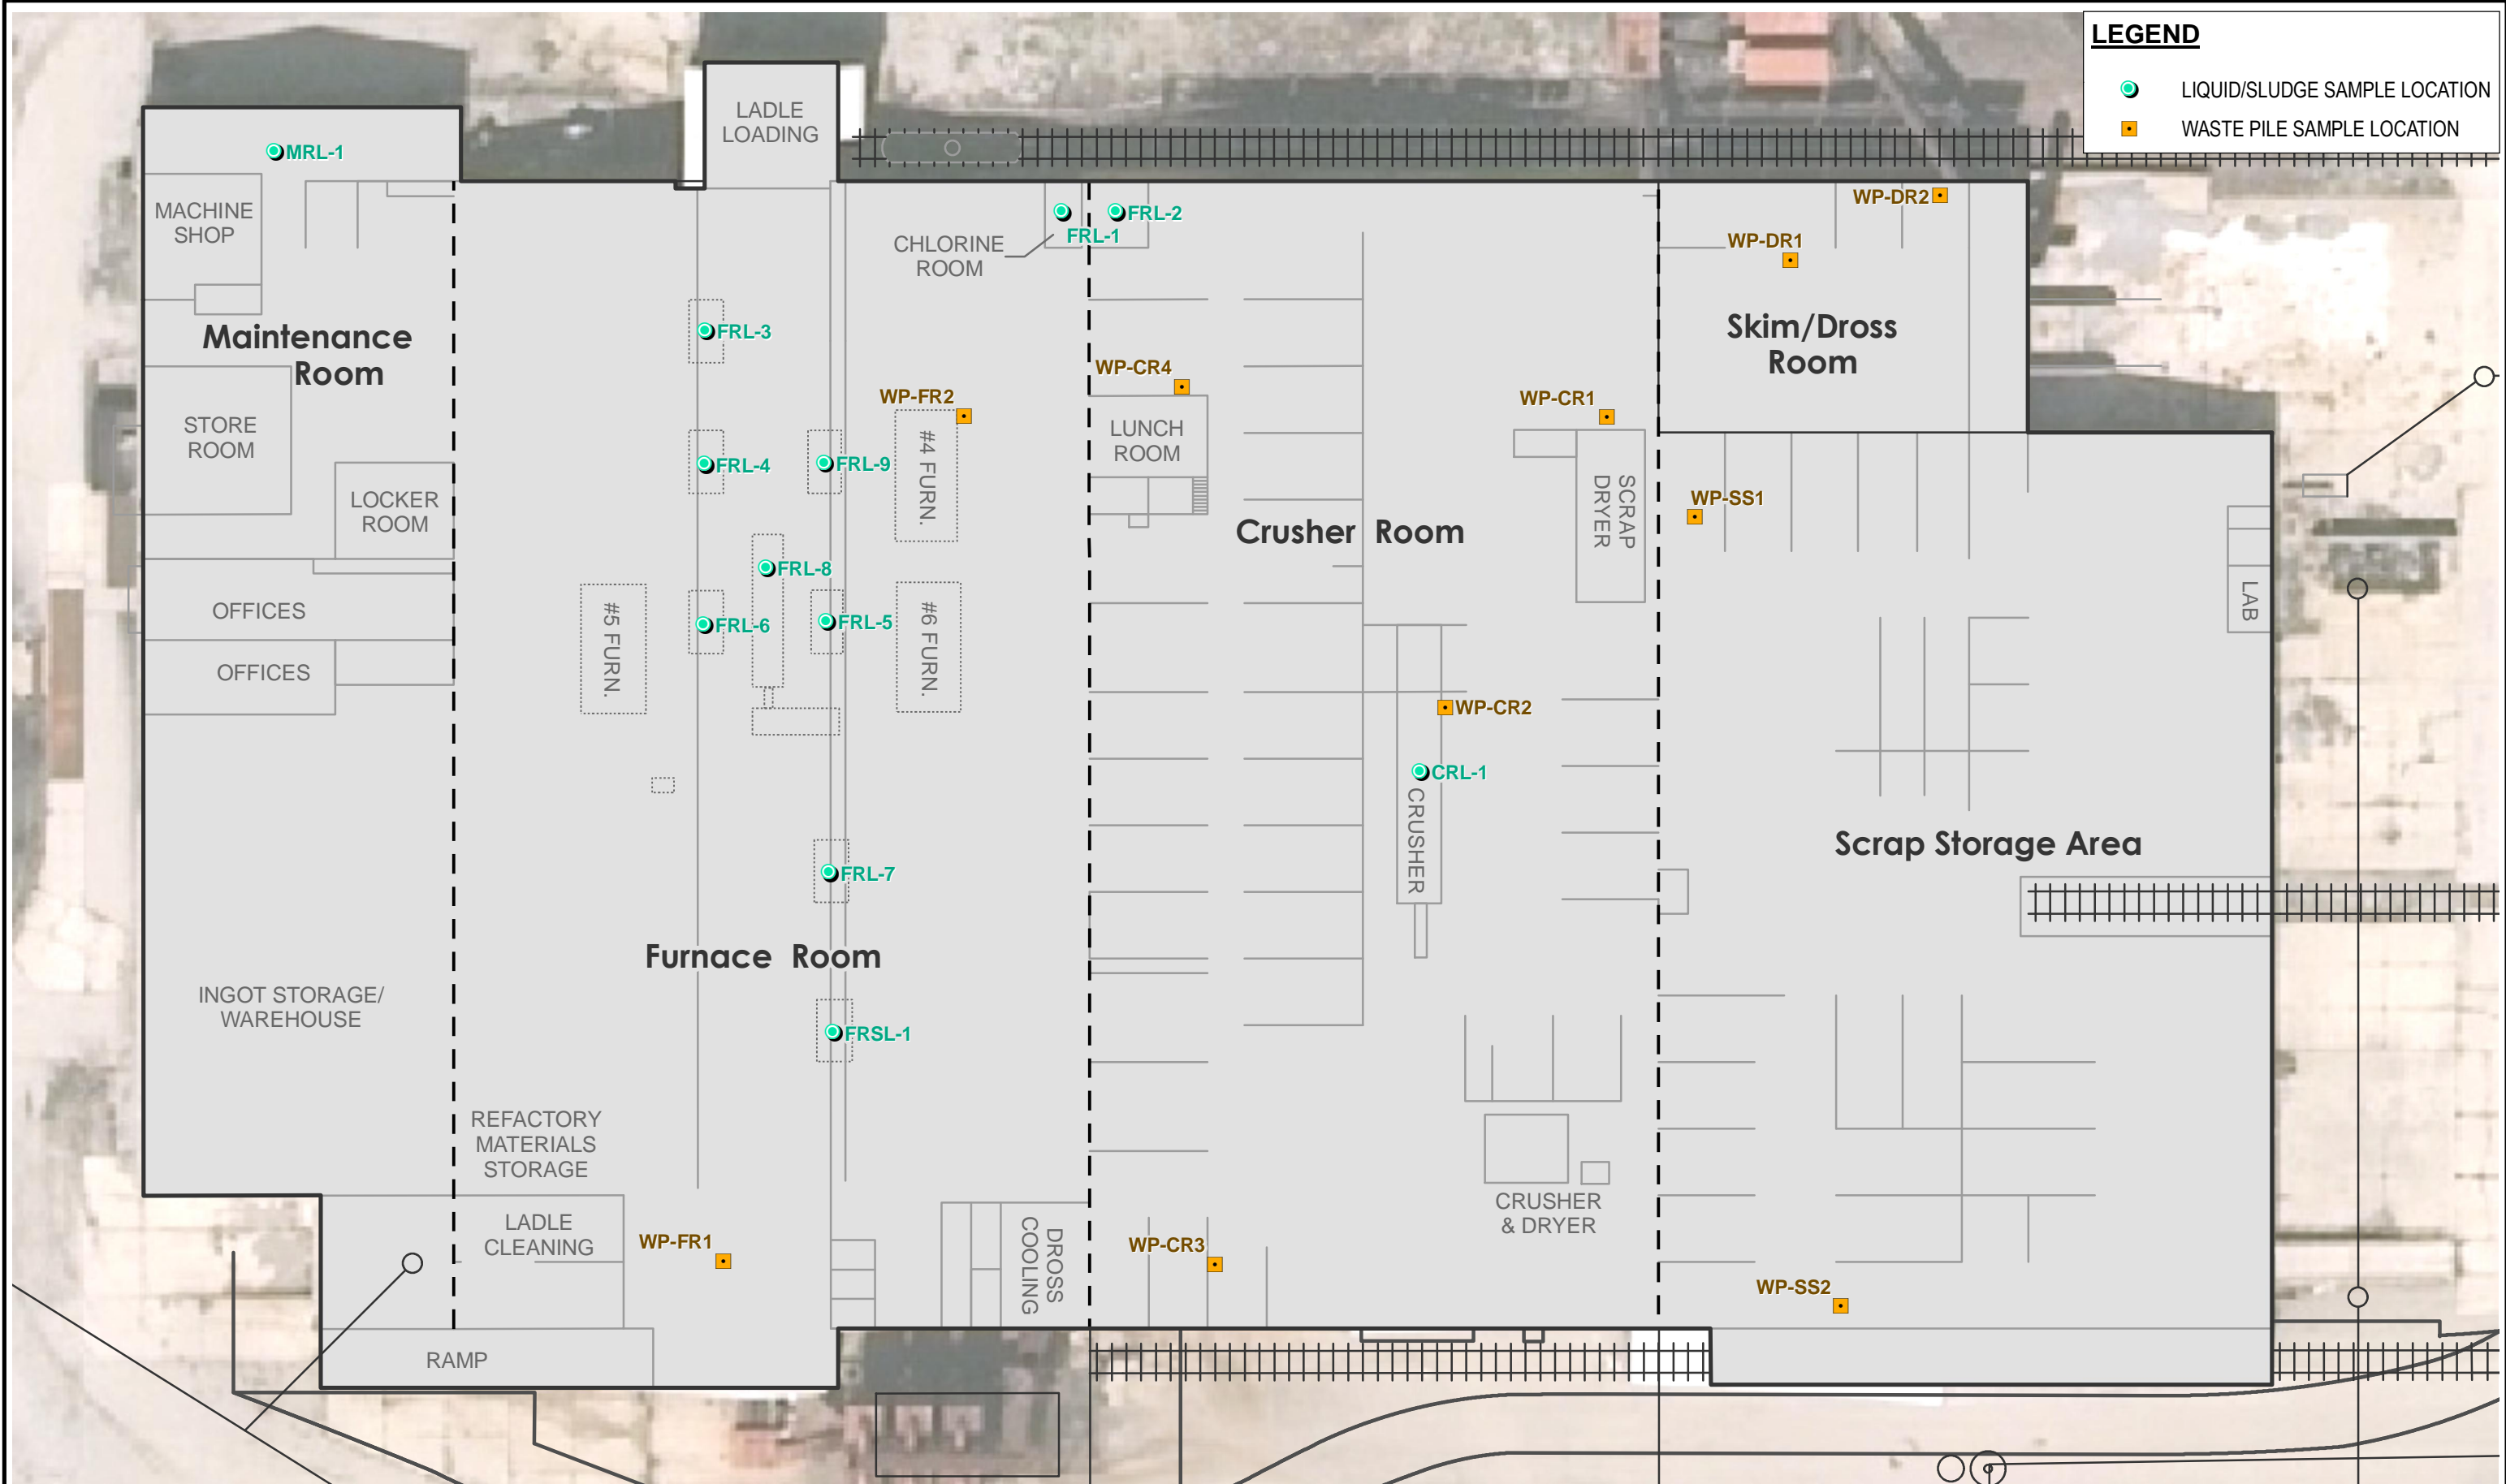 LEGEND
LIQUID/SLUDGE SAMPLE LOCATION
WASTE PILE SAMPLE LOCATION
LADLE
LOADING
MRL-1
MACHINE
SHOP
Maintenance
Room
STORE
ROOM
LOCKER
ROOM
OFFICES
OFFICES
INGOT STORAGE/
WAREHOUSE
CHLORINE
ROOM
FRL-1
FRL-2
FRL-3
WP-FR2
FRL-4
FRL-9
#4 FURN.
FRL-8
FRL-6
FRL-5
#5 FURN.
#6 FURN.
FRL-7
Furnace Room
FRSL-1
REFACTORY
MATERIALS
STORAGE
LADLE
CLEANING
WP-FR1
DROSS
COOLING
RAMP
WP-CR4
LUNCH
ROOM
WP-CR1
SCRAP
DRYER
Crusher Room
WP-CR2
CRL-1
CRUSHER
CRUSHER
& DRYER
WP-CR3
WP-DR2
WP-DR1
Skim/Dross
Room
WP-SS1
LAB
Scrap Storage Area
WP-SS2